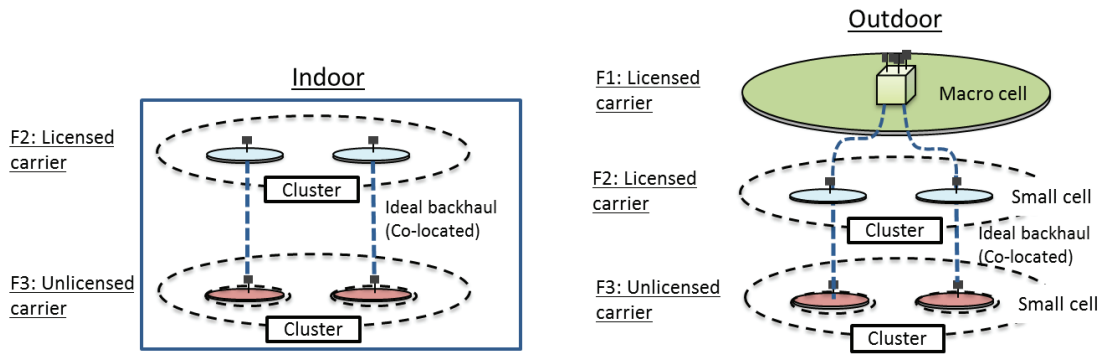 Indoor
F2: Licensed
carrier
Cluster
Ideal backhaul
(Co-located)
F3: Unlicensed
carrier
Cluster
Outdoor
F1: Licensed
carrier
Macro cell
F2: Licensed
carrier
Small cell
Cluster
Ideal backhaul
(Co-located)
F3: Unlicensed
carrier
Small cell
Cluster